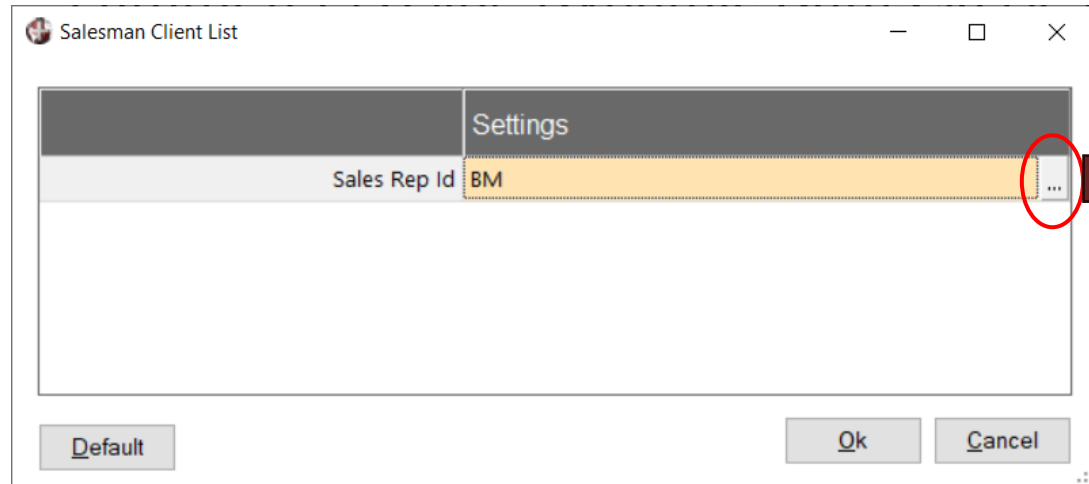 Salesman Client List
Settings
Sales Rep Id BM ...
Default Ok Cancel